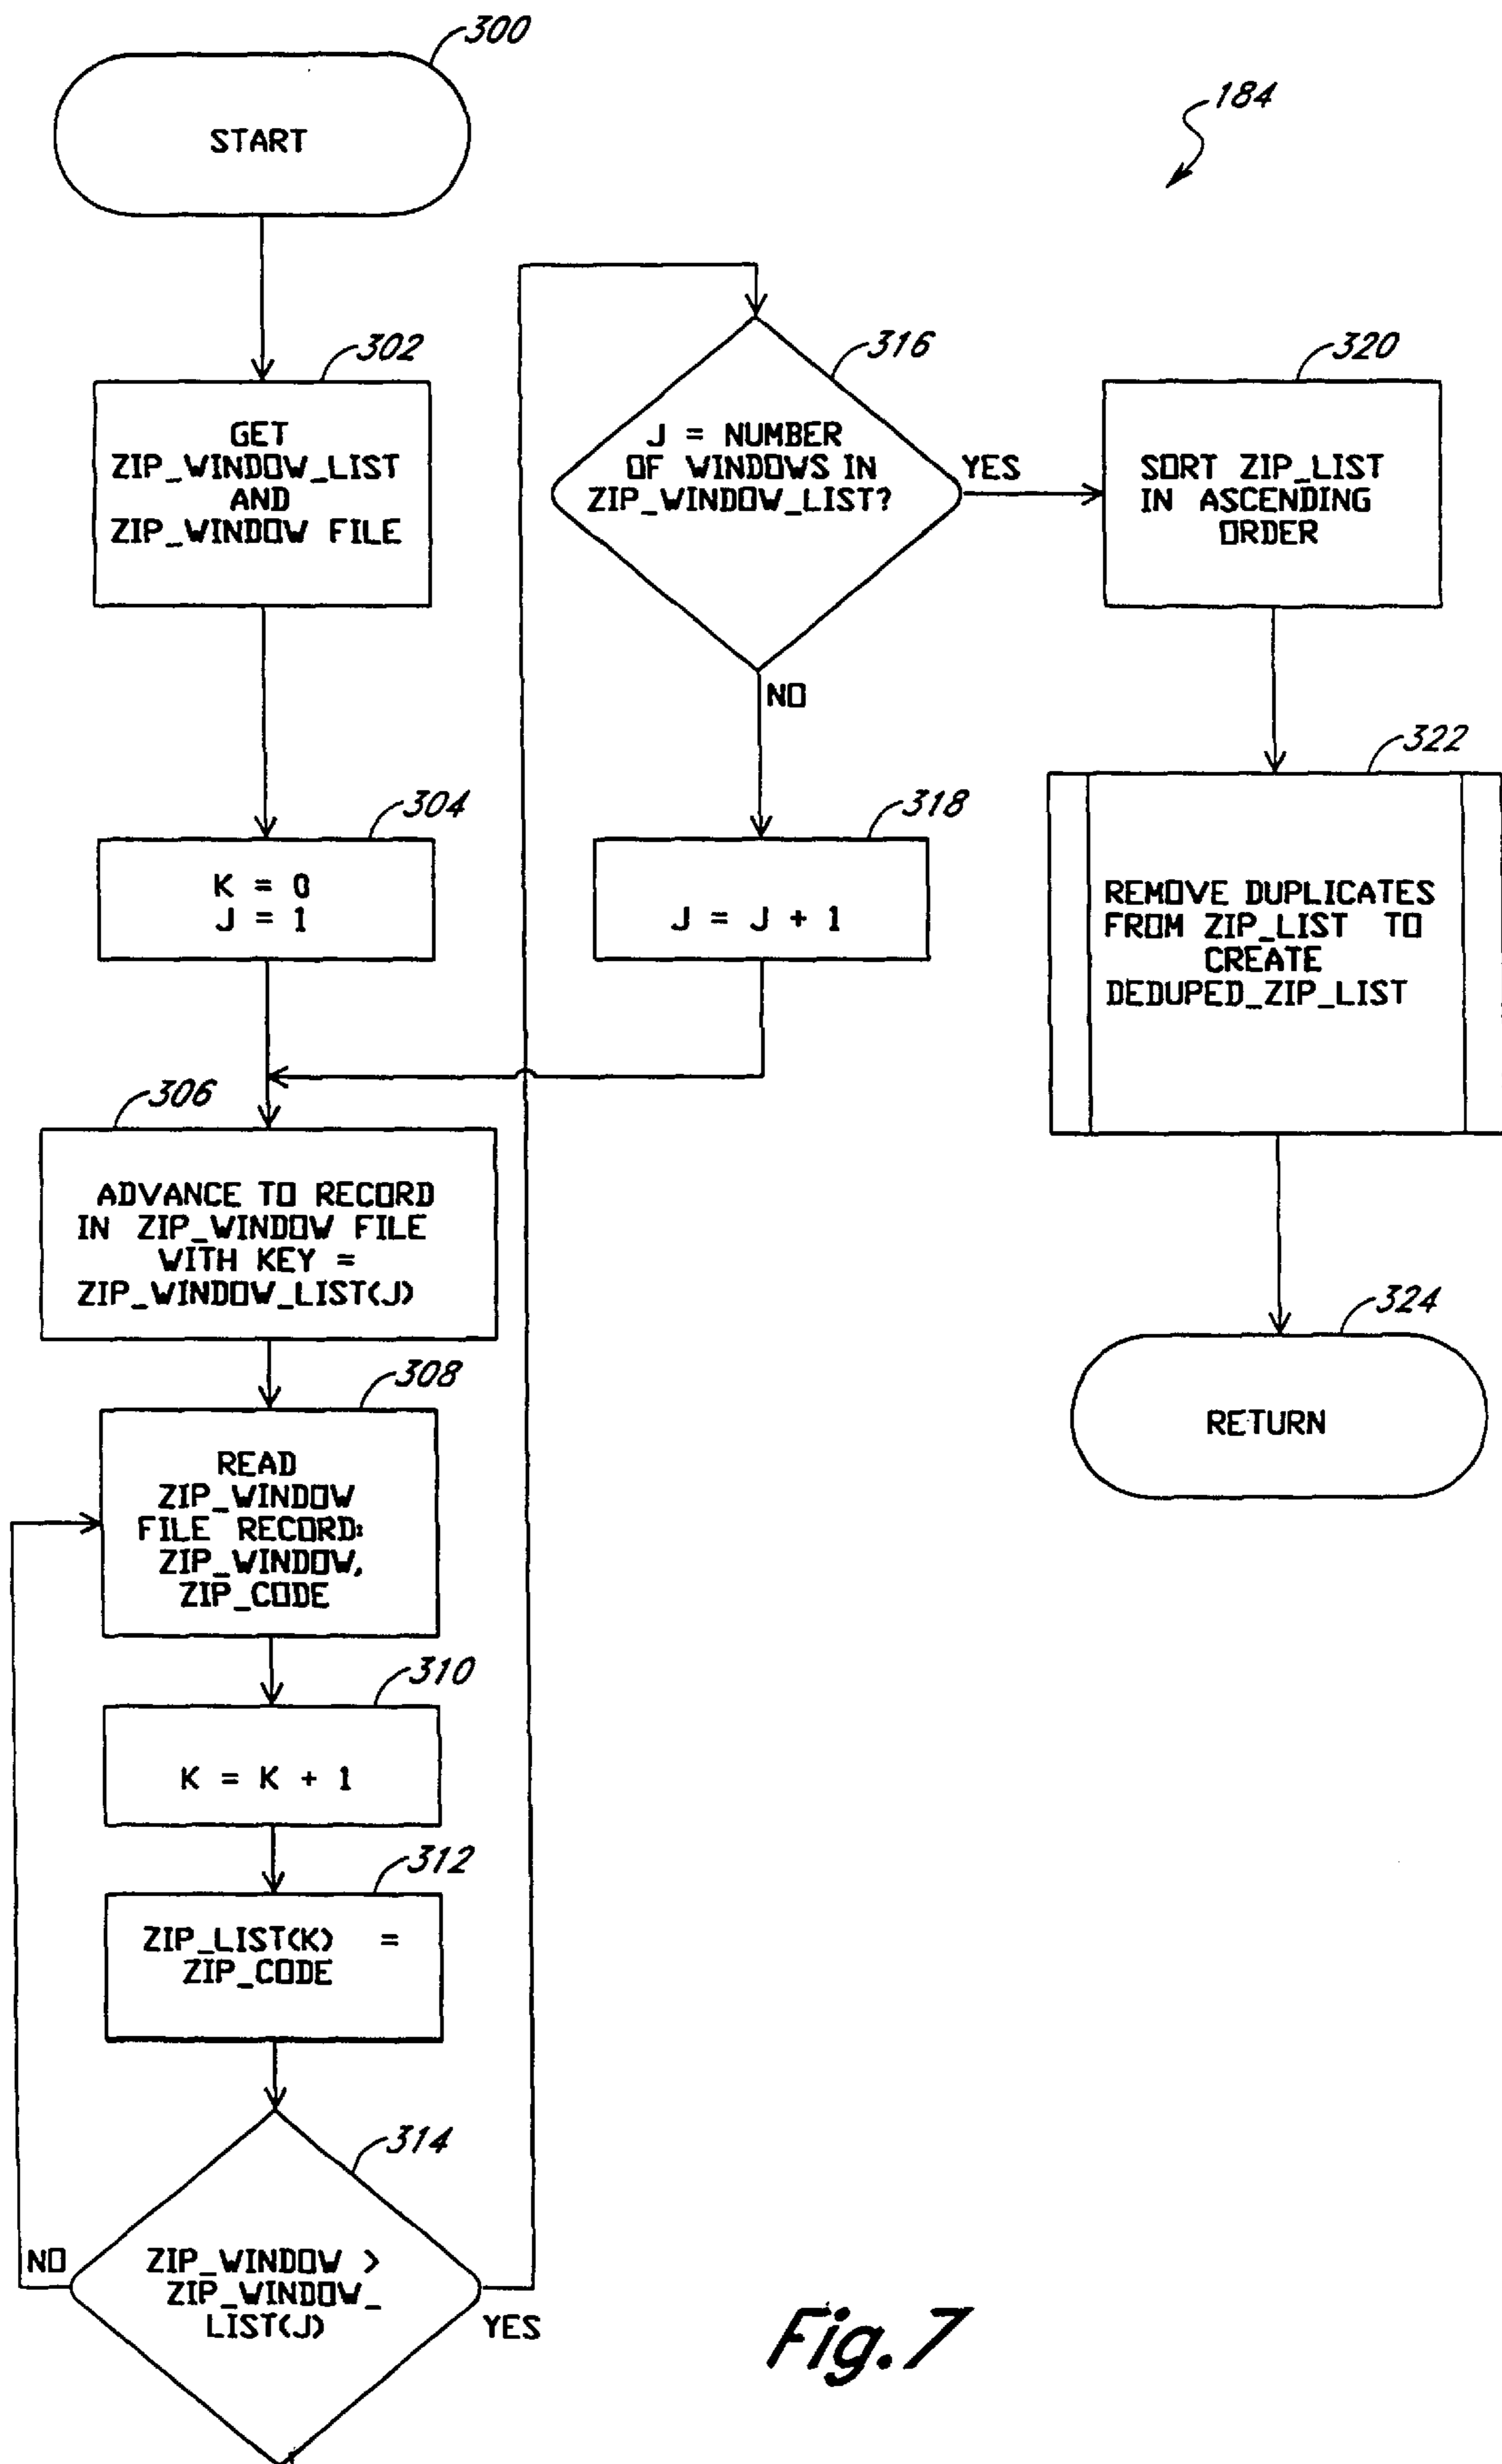 300
START
184
302
GET
ZIP_WINDOW_LIST
AND
ZIP_WINDOW FILE
304
K = 0
J = 1
306
ADVANCE TO RECORD
IN ZIP_WINDOW FILE
WITH KEY =
ZIP_WINDOW_LIST(J)
308
READ
ZIP_WINDOW
FILE RECORD:
ZIP_WINDOW,
ZIP_CODE
310
K = K + 1
312
ZIP_LIST(K) =
ZIP_CODE
314
ZIP_WINDOW >
ZIP_WINDOW_
LIST(J)
NO
YES
316
J = NUMBER
OF WINDOWS IN
ZIP_WINDOW_LIST?
YES
NO
318
J = J + 1
320
SORT ZIP_LIST
IN ASCENDING
ORDER
322
REMOVE DUPLICATES
FROM ZIP_LIST TO
CREATE
DEDUPED_ZIP_LIST
324
RETURN
Fig.7